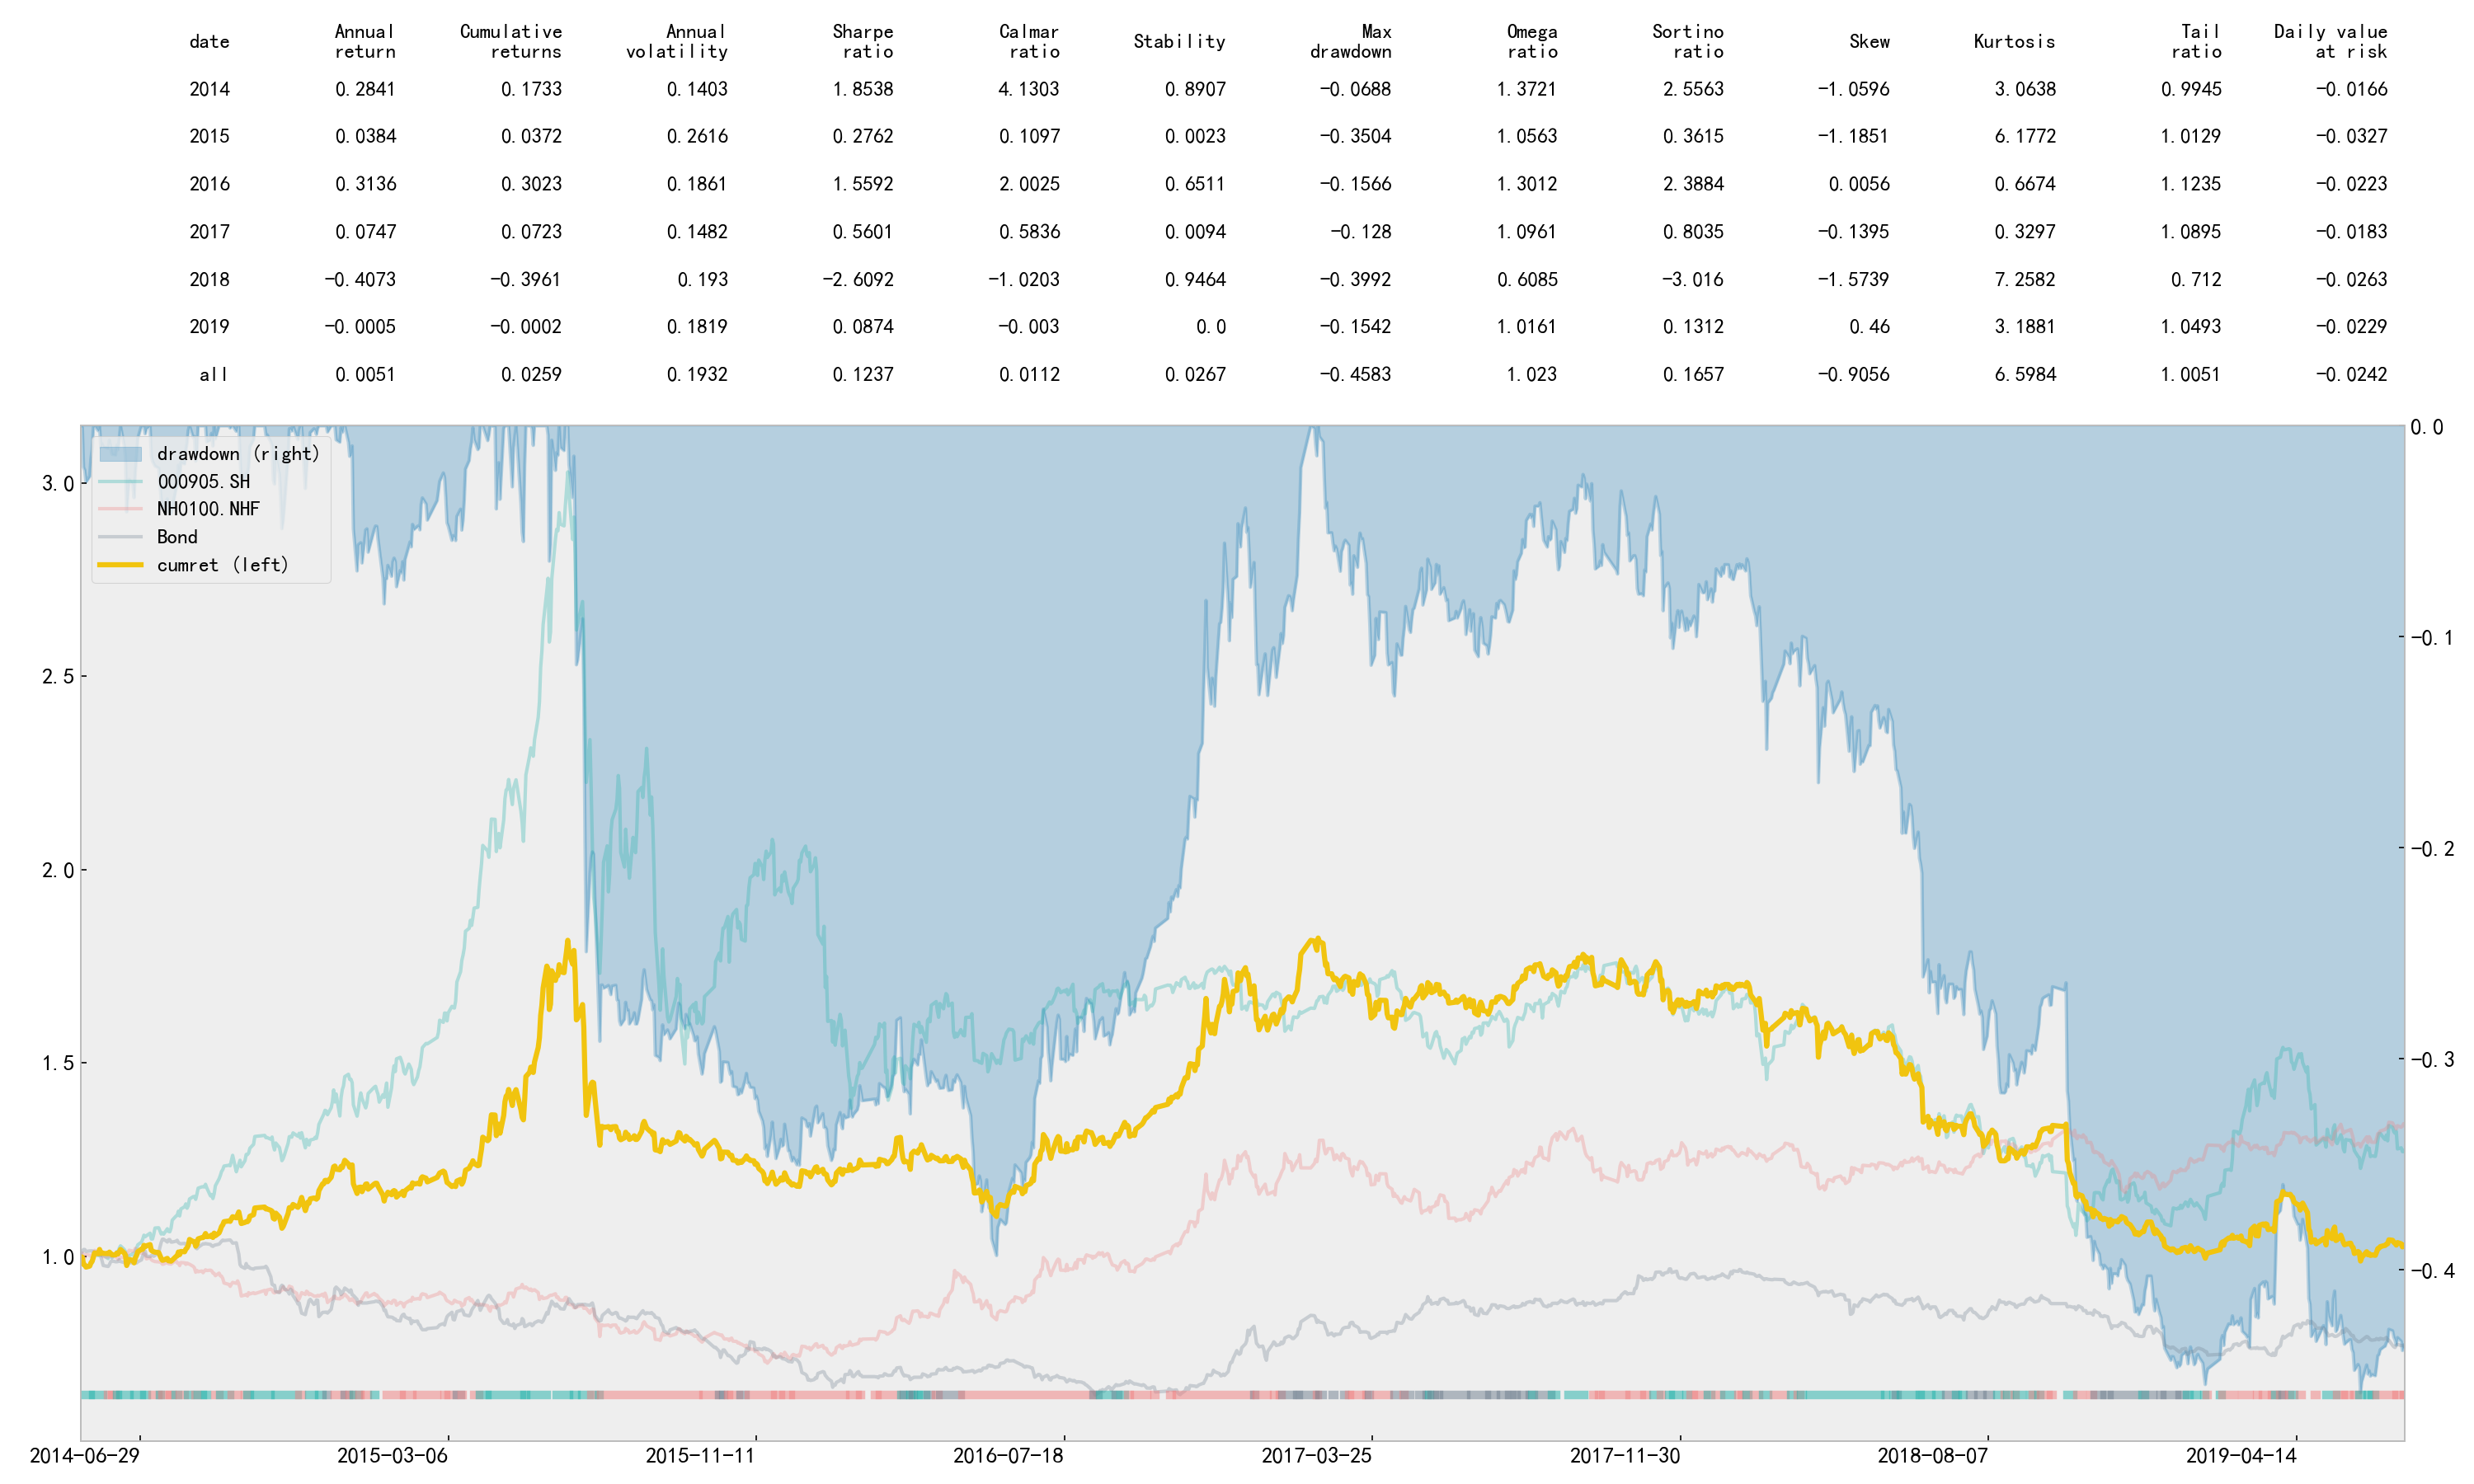 date Annual return Cumulative returns Annual volatility Sharpe ratio Calmar ratio Stability Max drawdown Omega ratio Sortino ratio Skew Kurtosis Tail ratio Daily value at risk
2014 0.2841 0.1733 0.1403 1.8538 4.1303 0.8907 -0.0688 1.3721 2.5563 -1.0596 3.0638 0.9945 -0.0166
2015 0.0384 0.0372 0.2616 0.2762 0.1097 0.0023 -0.3504 1.0563 0.3615 -1.1851 6.1772 1.0129 -0.0327
2016 0.3136 0.3023 0.1861 1.5592 2.0025 0.6511 -0.1566 1.3012 2.3884 0.0056 0.6674 1.1235 -0.0223
2017 0.0747 0.0723 0.1482 0.5601 0.5836 0.0094 -0.128 1.0961 0.8035 -0.1395 0.3297 1.0895 -0.0183
2018 -0.4073 -0.3961 0.193 -2.6092 -1.0203 0.9464 -0.3992 0.6085 -3.016 -1.5739 7.2582 0.712 -0.0263
2019 -0.0005 -0.0002 0.1819 0.0874 -0.003 0.0 -0.1542 1.0161 0.1312 0.46 3.1881 1.0493 -0.0229
all 0.0051 0.0259 0.1932 0.1237 0.0112 0.0267 -0.4583 1.023 0.1657 -0.9056 6.5984 1.0051 -0.0242
drawdown (right)
000905.SH
NH0100.NHF
Bond
cumret (left)
3.0
2.5
2.0
1.5
1.0
0.0
-0.1
-0.2
-0.3
-0.4
2014-06-29 2015-03-06 2015-11-11 2016-07-18 2017-03-25 2017-11-30 2018-08-07 2019-04-14